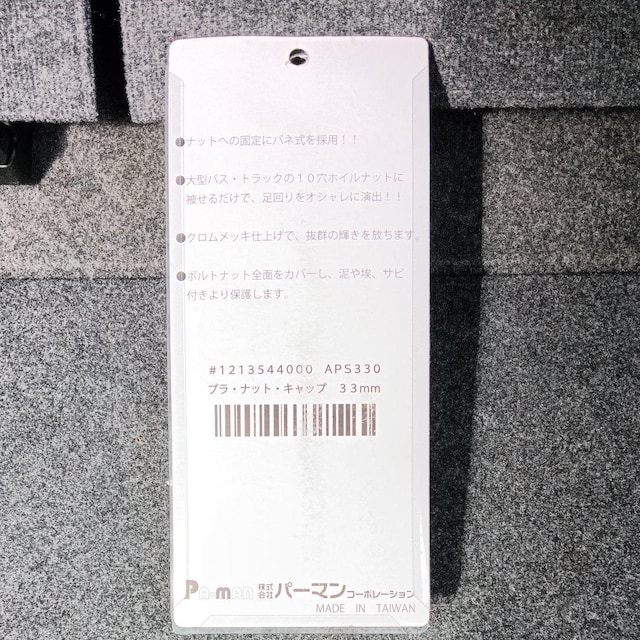 ●ナットへの固定にバネ式を採用！！
●大型バス・トラックの１０穴ホイルナットに
被せるだけで、足回りをオシャレに演出！！
●クロムメッキ仕上げで、抜群の輝きを放ちます。
●ボルトナット全面をカバーし、泥や埃、サビ
付きより保護します。
#1213544000 APS330
プラ・ナット・キャップ ３３mm
PA-MAN 株式会社 パーマンコーポレーション
MADE IN TAIWAN